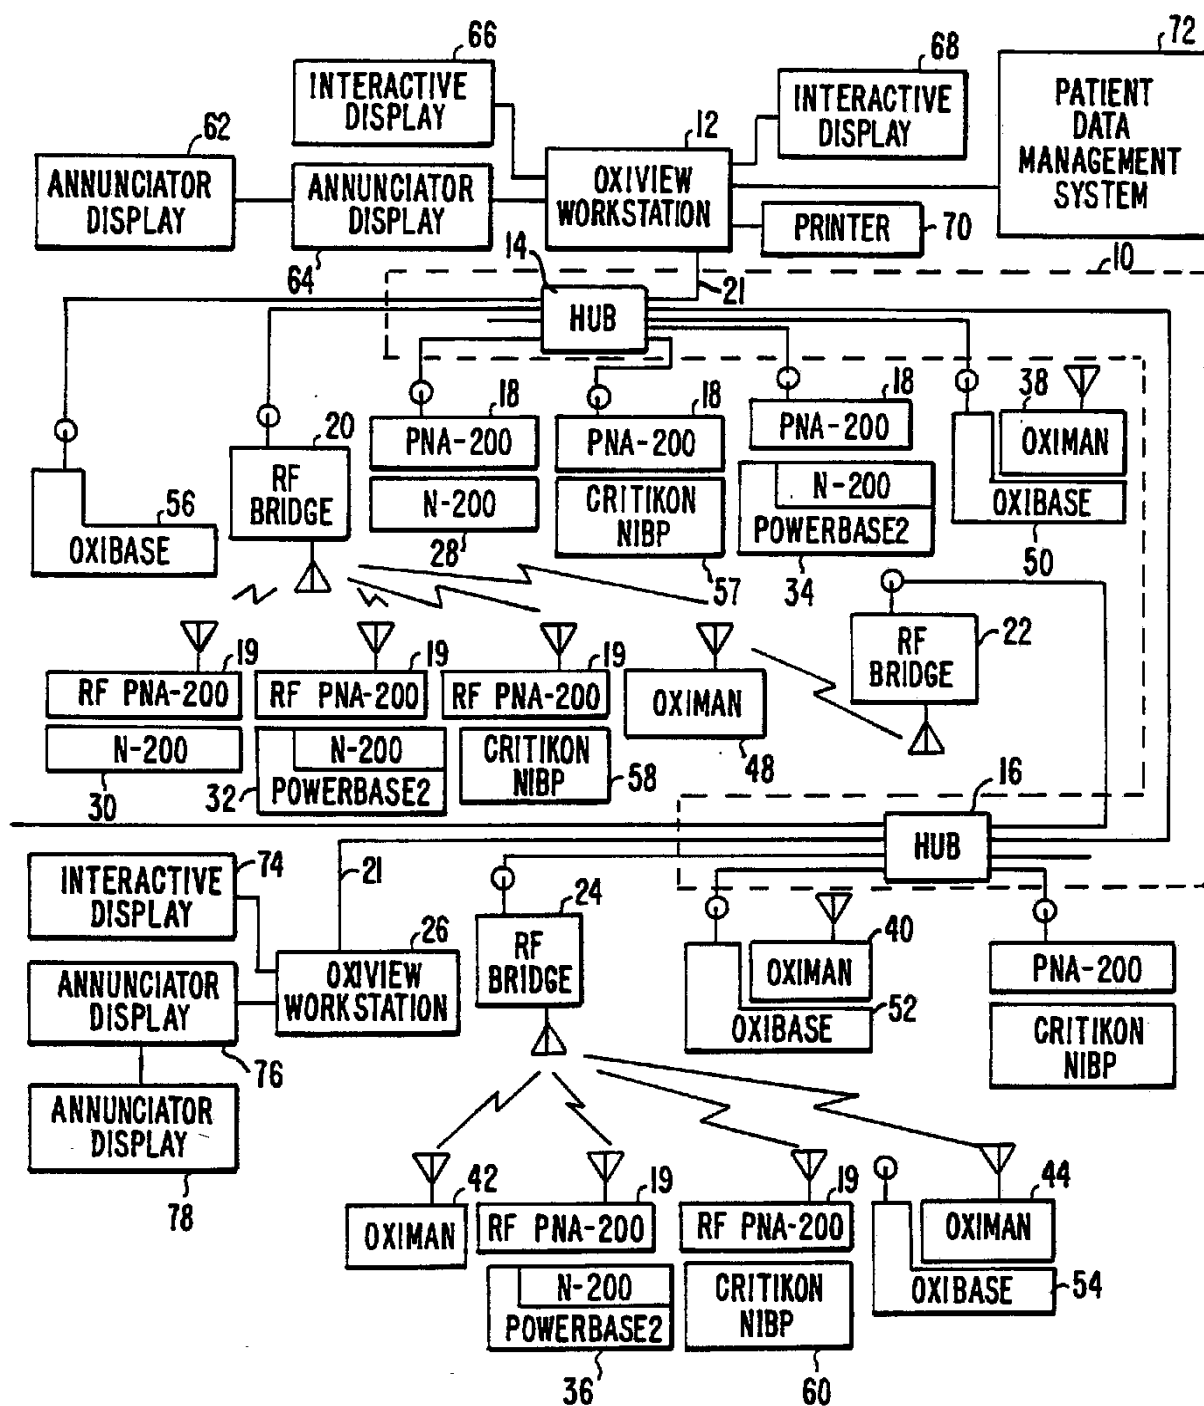 66
68
72
INTERACTIVE
DISPLAY
INTERACTIVE
DISPLAY
PATIENT
DATA
MANAGEMENT
SYSTEM
62
12
ANNUNCIATOR
DISPLAY
ANNUNCIATOR
DISPLAY
OXIVIEW
WORKSTATION
PRINTER
70
64
14
21
10
HUB
20
18
18
18
38
RF
BRIDGE
PNA-200
PNA-200
PNA-200
OXIMAN
56
OXIBASE
N-200
CRITIKON
NIBP
N-200
POWERBASE2
OXIBASE
28
57
34
50
22
RF
BRIDGE
19
19
19
RF PNA-200
RF PNA-200
RF PNA-200
OXIMAN
N-200
N-200
POWERBASE2
CRITIKON
NIBP
30
32
58
48
16
HUB
74
21
24
INTERACTIVE
DISPLAY
26
RF
BRIDGE
40
OXIMAN
PNA-200
ANNUNCIATOR
DISPLAY
OXIVIEW
WORKSTATION
OXIBASE
52
CRITIKON
NIBP
76
ANNUNCIATOR
DISPLAY
78
42
19
19
44
OXIMAN
RF PNA-200
RF PNA-200
OXIMAN
N-200
POWERBASE2
CRITIKON
NIBP
OXIBASE
54
36
60